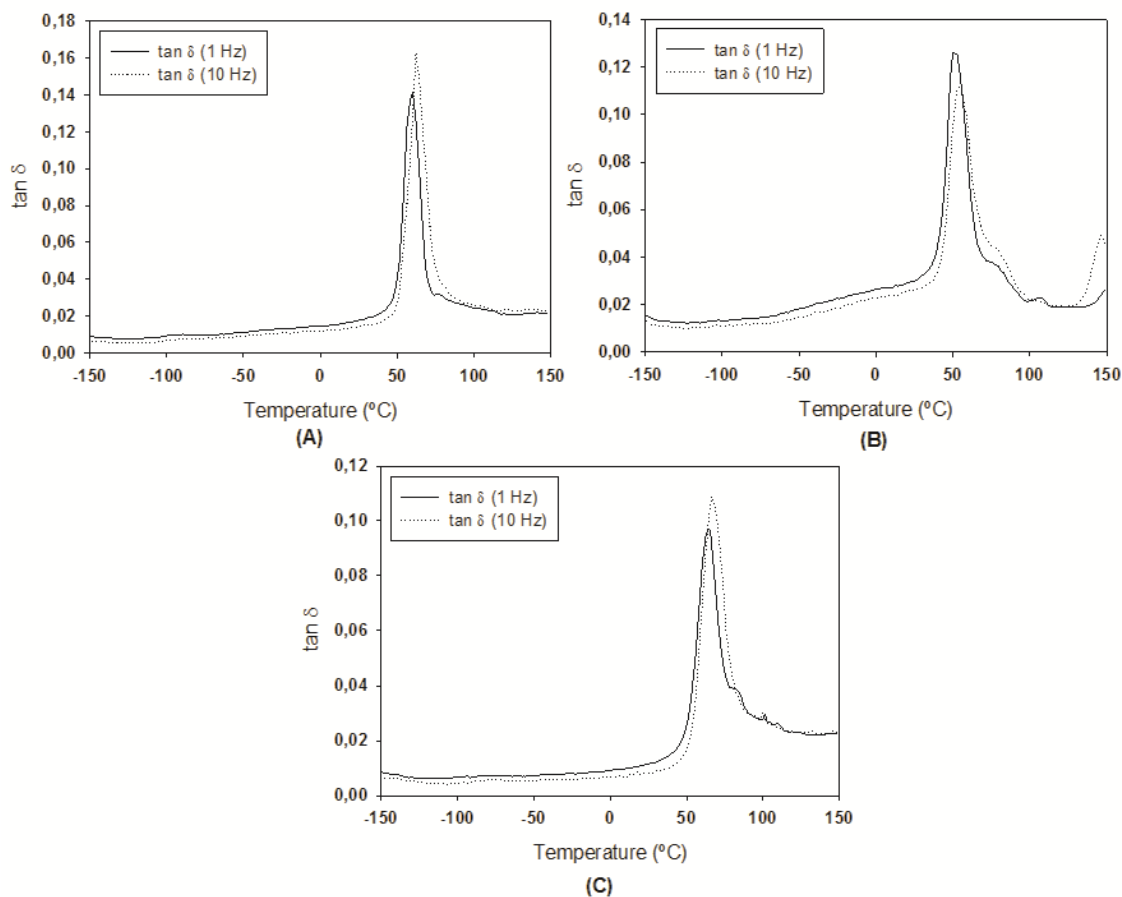 0,18
0,16
0,14
0,12
0,10
0,08
0,06
0,04
0,02
0,00
tan δ
tan δ (1 Hz)
tan δ (10 Hz)
-150 -100 -50 0 50 100 150
Temperature (ºC)
(A)
0,14
0,12
0,10
0,08
0,06
0,04
0,02
0,00
tan δ
tan δ (1 Hz)
tan δ (10 Hz)
-150 -100 -50 0 50 100 150
Temperature (ºC)
(B)
0,12
0,10
0,08
0,06
0,04
0,02
0,00
tan δ
tan δ (1 Hz)
tan δ (10 Hz)
-150 -100 -50 0 50 100 150
Temperature (ºC)
(C)